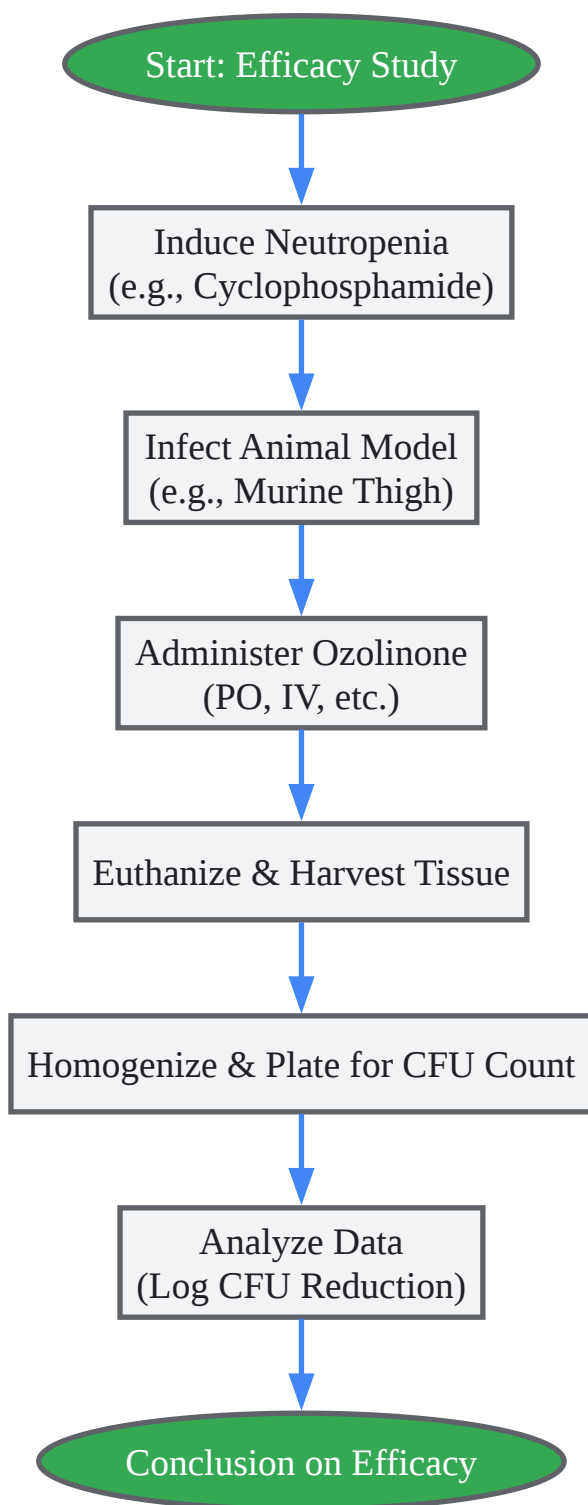 Start: Efficacy Study
Induce Neutropenia
(e.g., Cyclophosphamide)
Infect Animal Model
(e.g., Murine Thigh)
Administer Ozolinone
(PO, IV, etc.)
Euthanize & Harvest Tissue
Homogenize & Plate for CFU Count
Analyze Data
(Log CFU Reduction)
Conclusion on Efficacy